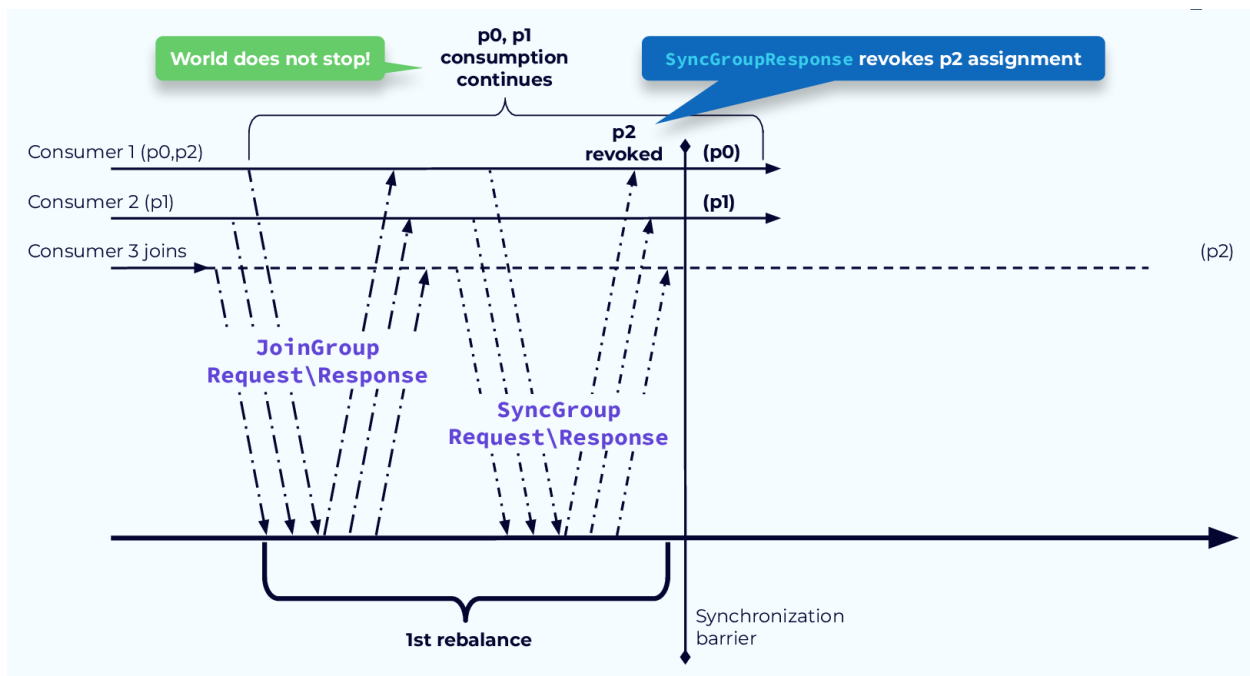 World does not stop!
p0, p1
consumption
continues
SyncGroupResponse revokes p2 assignment
p2
revoked
Consumer 1 (p0,p2)
(p0)
Consumer 2 (p1)
(p1)
Consumer 3 joins
(p2)
JoinGroup
Request\Response
SyncGroup
Request\Response
1st rebalance
Synchronization
barrier